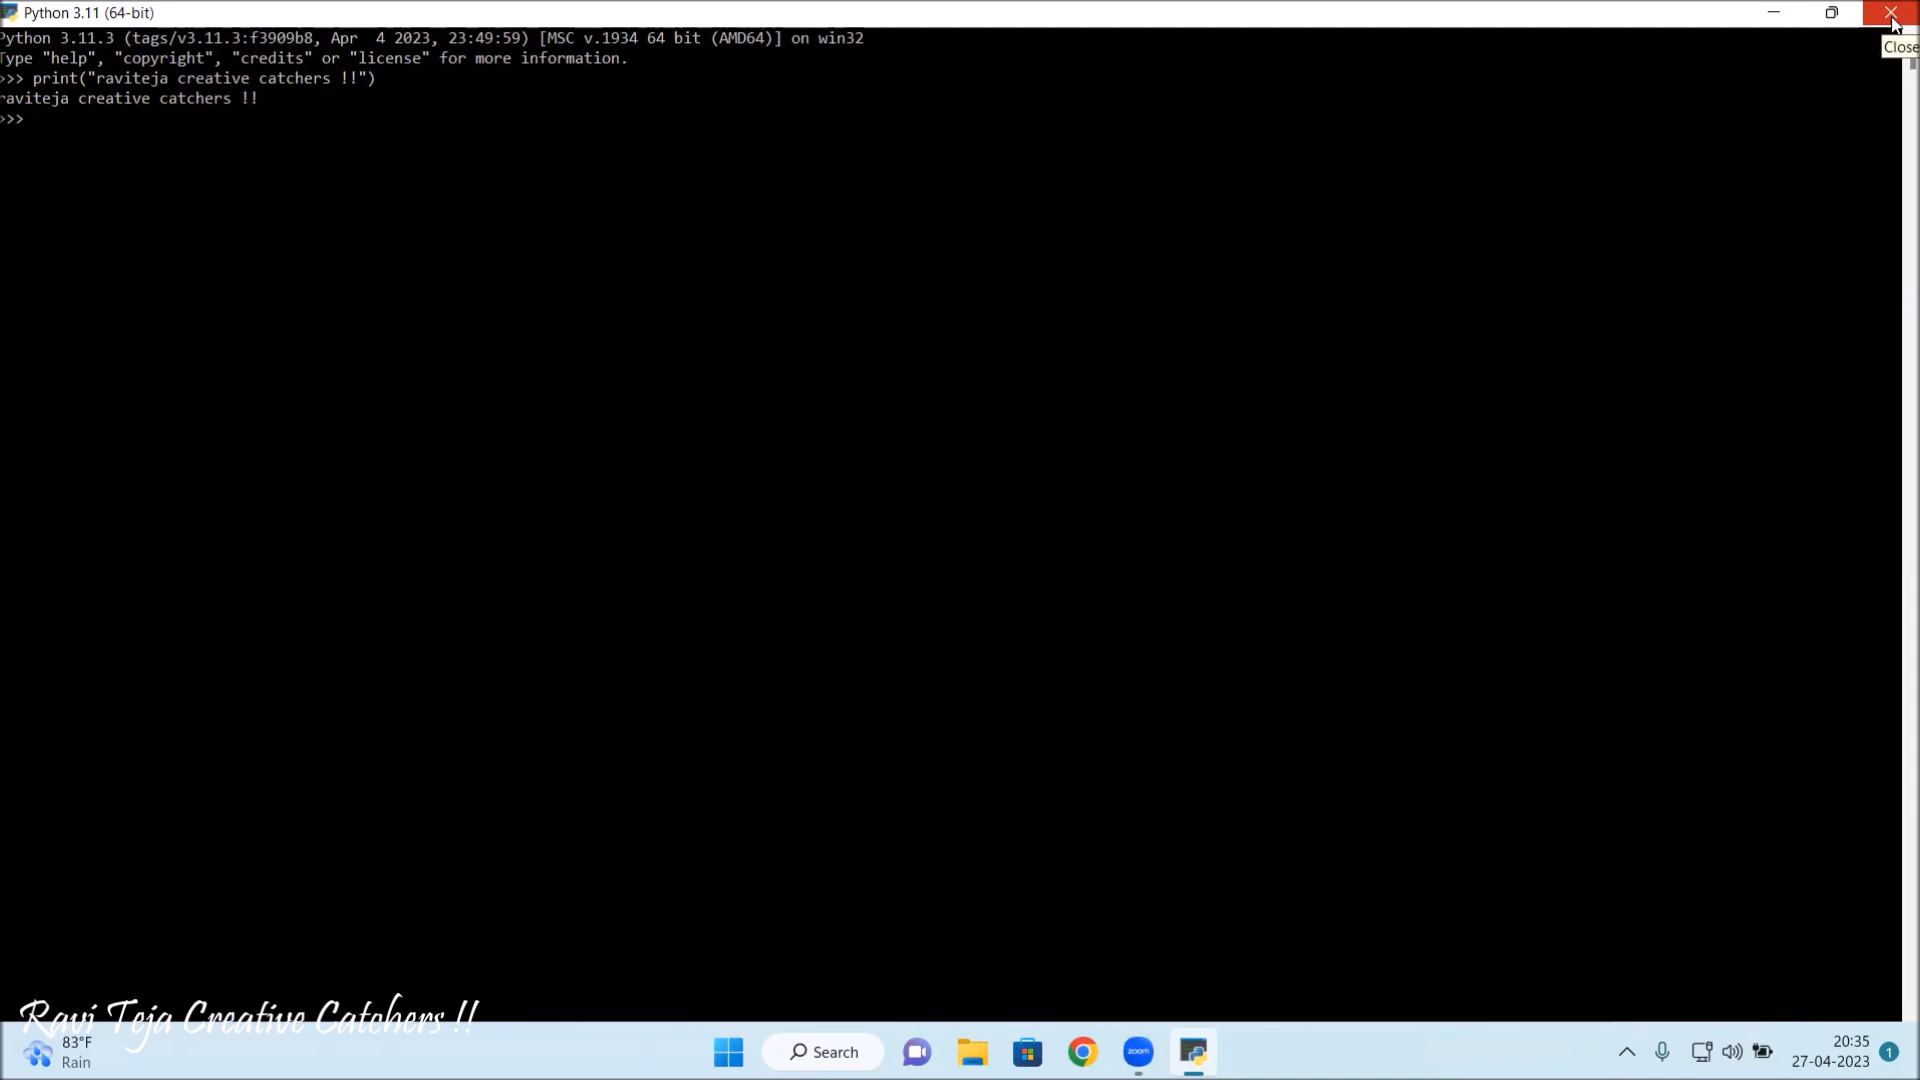 Python 3.11 (64-bit)
Close
Python 3.11.3 (tags/v3.11.3:f3909b8, Apr  4 2023, 23:49:59) [MSC v.1934 64 bit (AMD64)] on win32
Type "help", "copyright", "credits" or "license" for more information.
>>> print("raviteja creative catchers !!")
raviteja creative catchers !!
>>>
Ravi Teja Creative Catchers !!
83°F
Rain
Search
zoom
20:35
27-04-2023
1